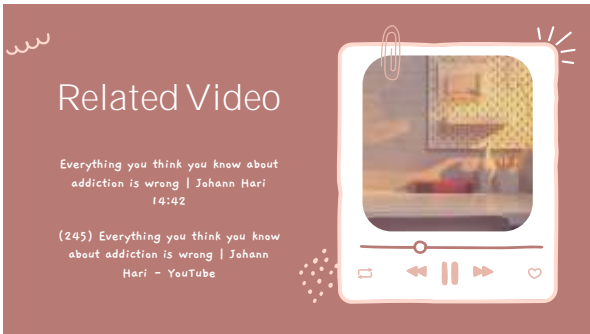 Related Video
Everything you think you know about
addiction is wrong | Johann Hari
14:42
(245) Everything you think you know
about addiction is wrong | Johann
Hari - YouTube